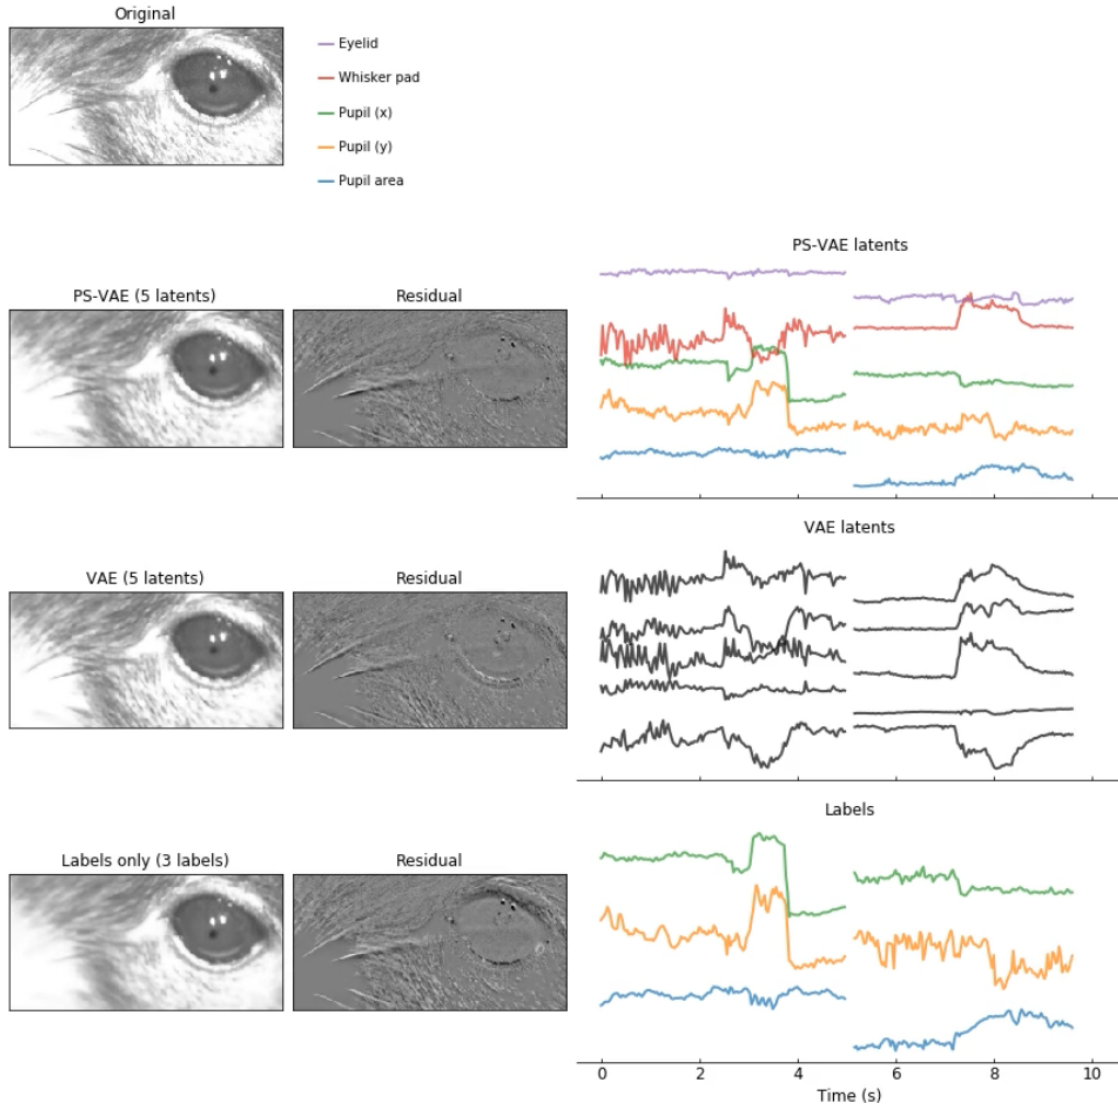 Original
Eyelid
Whisker pad
Pupil (x)
Pupil (y)
Pupil area
PS-VAE latents
PS-VAE (5 latents)
Residual
VAE latents
VAE (5 latents)
Residual
Labels
Labels only (3 labels)
Residual
0 2 4 6 8 10
Time (s)